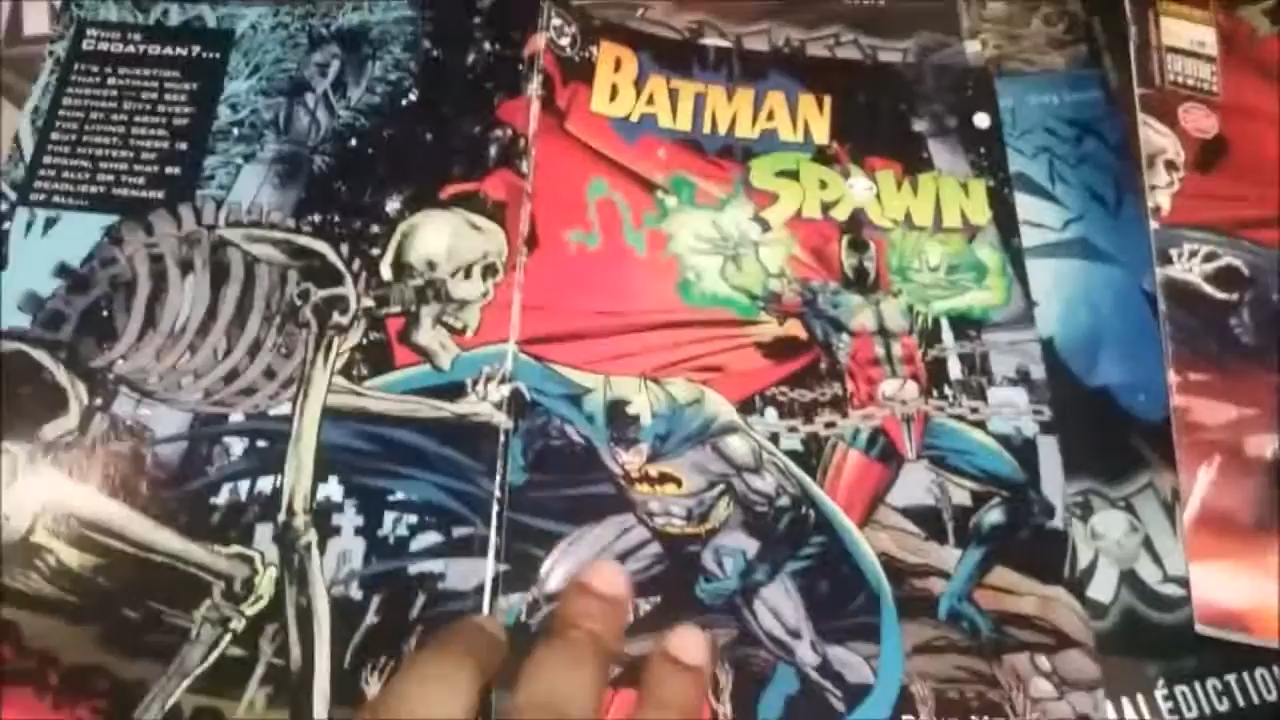 WHO IS
CROATOAN?...
IT'S A QUESTION
THAT BATMAN MUST
ANSWER -- OR SEE
GOTHAM CITY OVER-
RUN BY AN ARMY OF
THE LIVING DEAD.
BUT FIRST, THERE IS
THE MYSTERY OF
SPAWN, WHO MAY BE
AN ALLY OR THE
DEADLIEST MENACE
OF ALL...
BATMAN
SPAWN